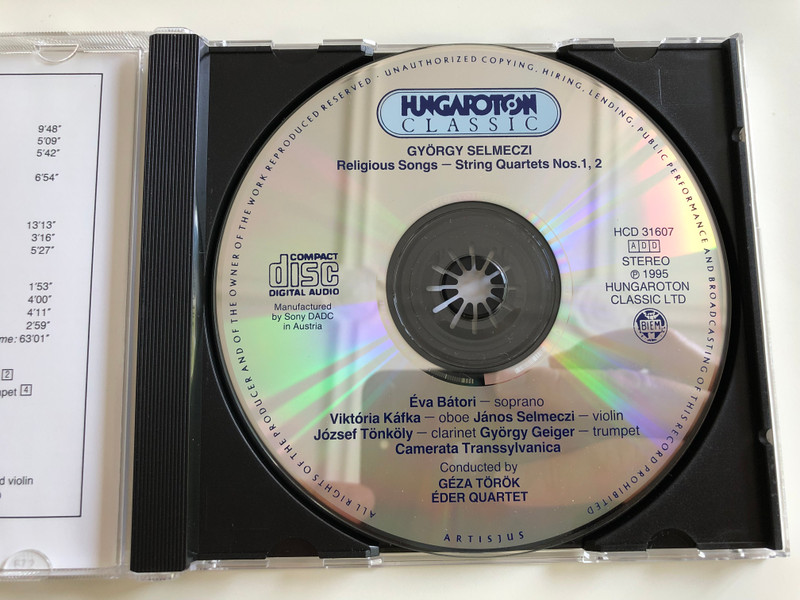 9'48"
5'09"
5'42"
6'54"
13'13"
3'16"
5'27"
1'53"
4'00"
4'11"
2'59"
me: 63'01"
2
pet 4
d violin
UNAUTHORIZED COPYING, HIRING, LENDING, PUBLIC PERFORMANCE AND BROADCASTING OF THIS RECORD PROHIBITED
ALL RIGHTS OF THE PRODUCER AND OF THE OWNER OF THE WORK REPRODUCED RESERVED ·
HUNGAROTON
CLASSIC
GYÖRGY SELMECZI
Religious Songs – String Quartets Nos.1, 2
HCD 31607
ADD
STEREO
℗ 1995
HUNGAROTON
CLASSIC LTD
BIEM
COMPACT
disc
DIGITAL AUDIO
Manufactured
by Sony DADC
in Austria
Éva Bátori – soprano
Viktória Káfka – oboe János Selmeczi – violin
József Tönköly – clarinet György Geiger – trumpet
Camerata Transsylvanica
Conducted by
GÉZA TÖRÖK
ÉDER QUARTET
ARTISJUS